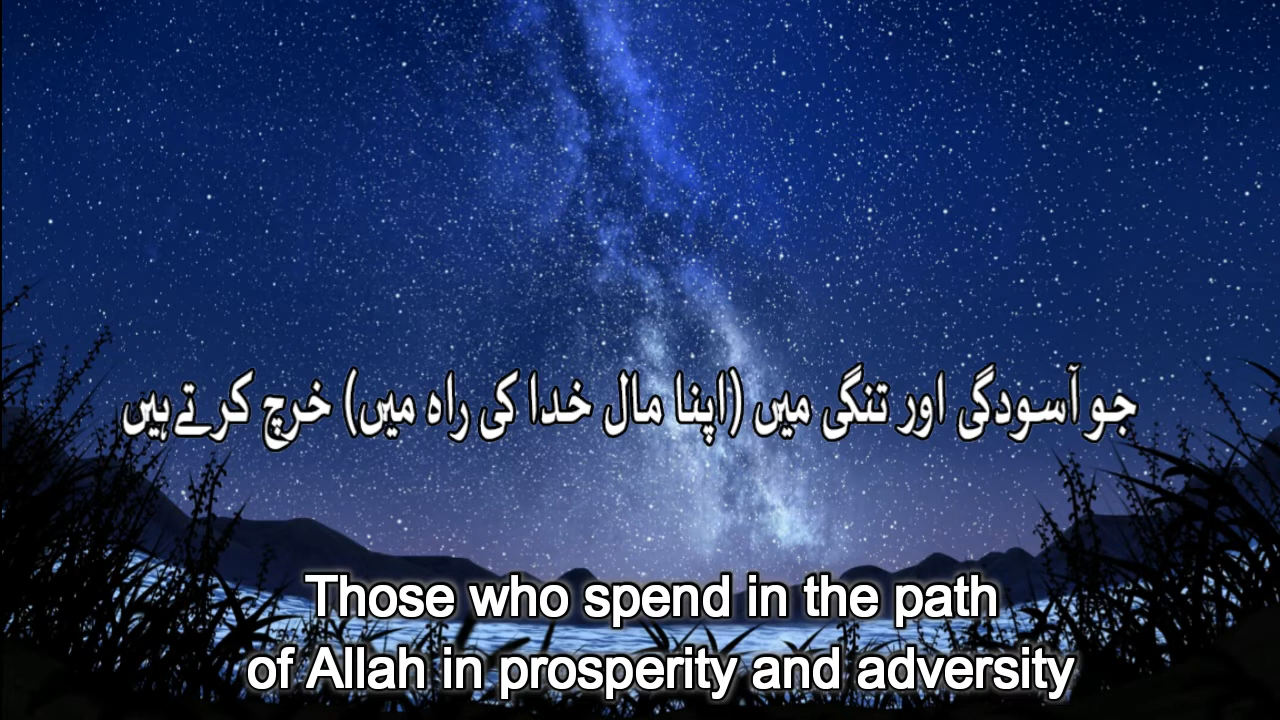 جو آسودگی اور تنگی میں (اپنا مال خدا کی راہ میں) خرچ کرتے ہیں
Those who spend in the path
of Allah in prosperity and adversity